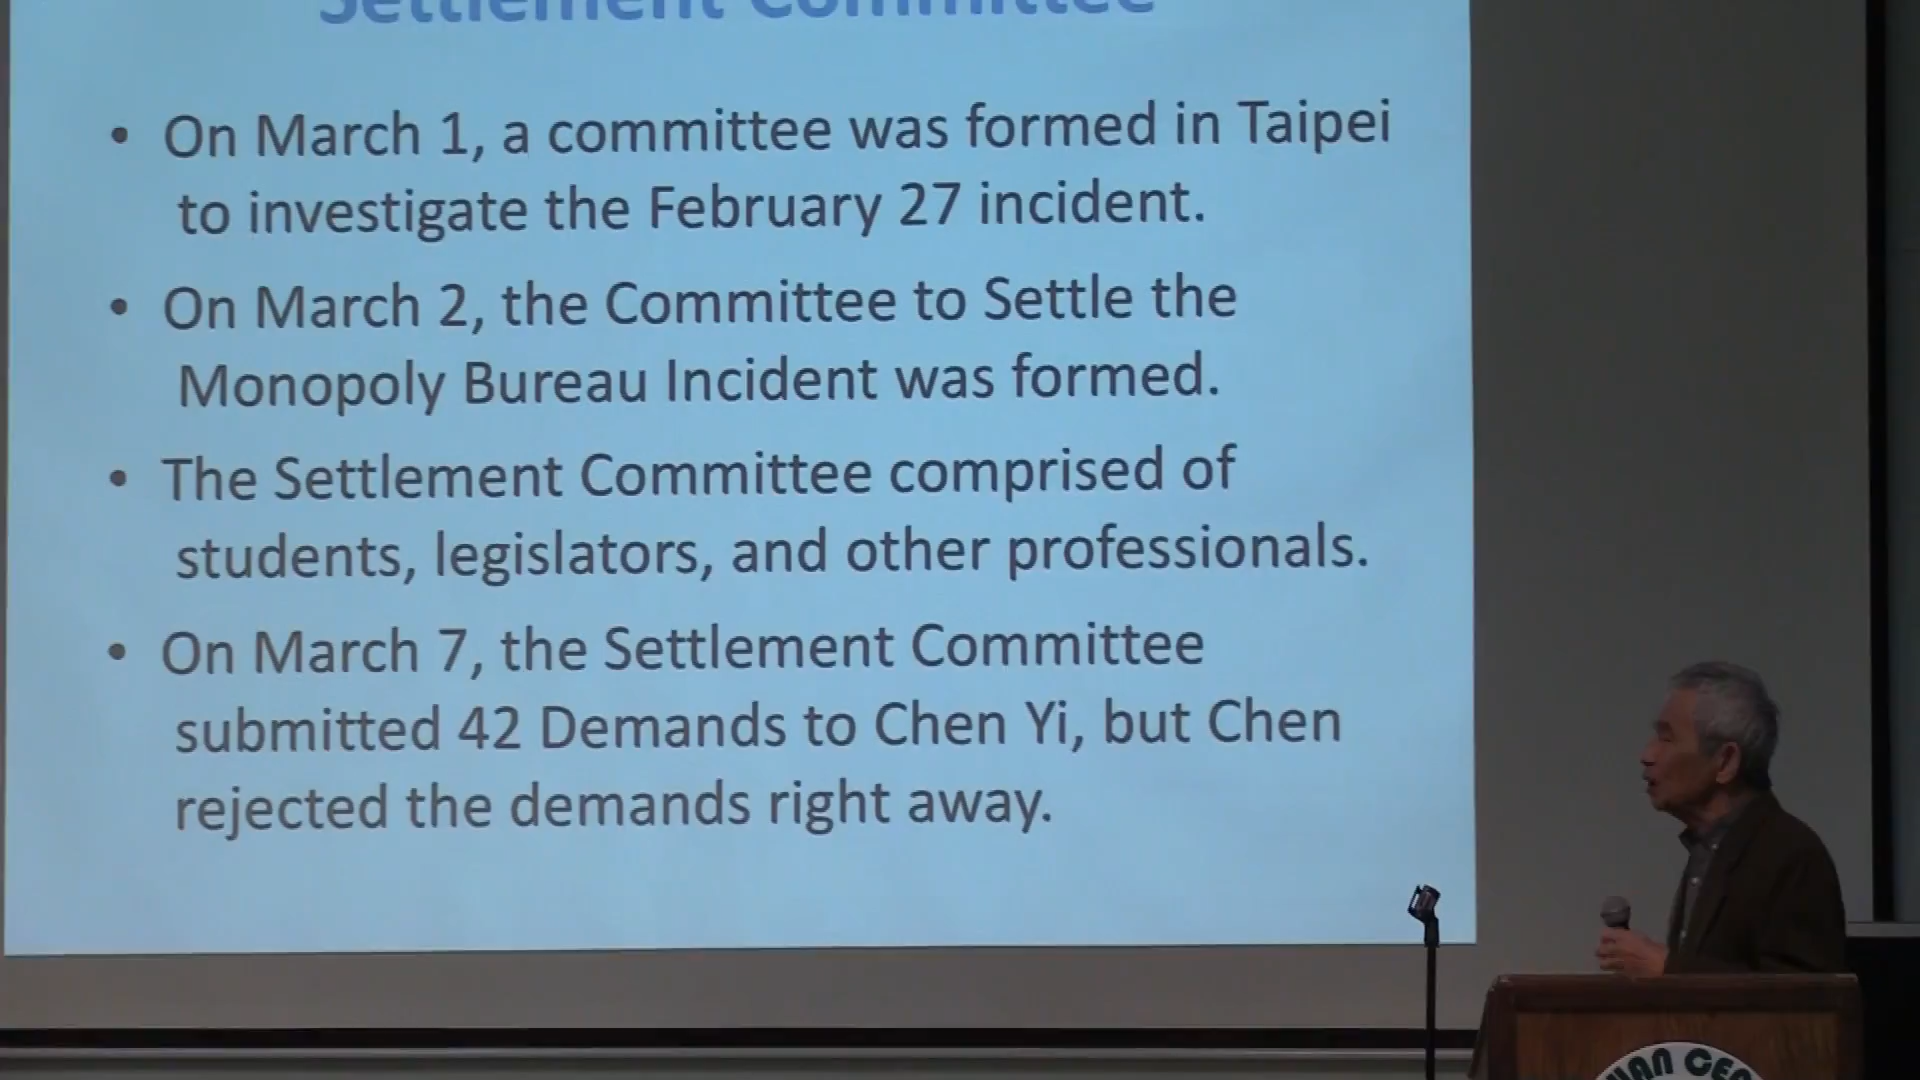 Settlement Committee
• On March 1, a committee was formed in Taipei
to investigate the February 27 incident.
• On March 2, the Committee to Settle the
Monopoly Bureau Incident was formed.
• The Settlement Committee comprised of
students, legislators, and other professionals.
• On March 7, the Settlement Committee
submitted 42 Demands to Chen Yi, but Chen
rejected the demands right away.